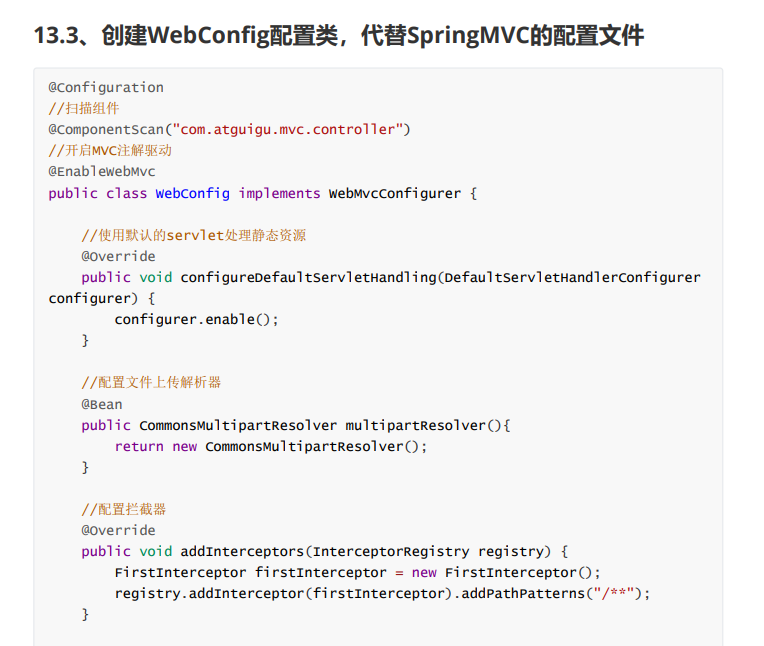 13.3、创建WebConfig配置类，代替SpringMVC的配置文件
@Configuration
//扫描组件
@ComponentScan("com.atguigu.mvc.controller")
//开启MVC注解驱动
@EnableWebMvc
public class WebConfig implements WebMvcConfigurer {
//使用默认的servlet处理静态资源
@Override
public void configureDefaultServletHandling(DefaultServletHandlerConfigurer
configurer) {
configurer.enable();
}
//配置文件上传解析器
@Bean
public CommonsMultipartResolver multipartResolver(){
return new CommonsMultipartResolver();
}
//配置拦截器
@Override
public void addInterceptors(InterceptorRegistry registry) {
FirstInterceptor firstInterceptor = new FirstInterceptor();
registry.addInterceptor(firstInterceptor).addPathPatterns("/**");
}